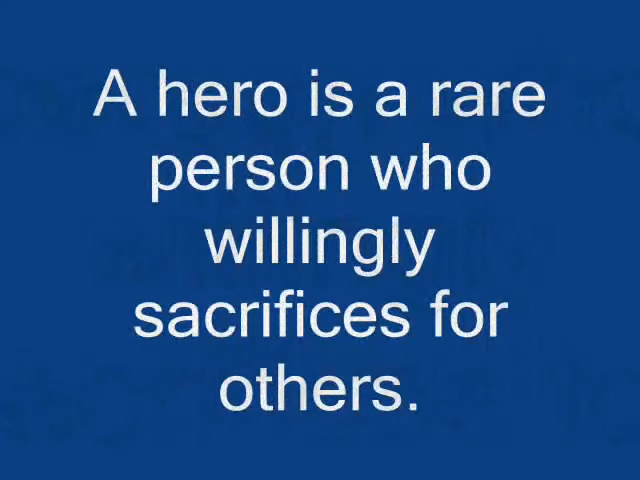 A hero is a rare
person who
willingly
sacrifices for
others.